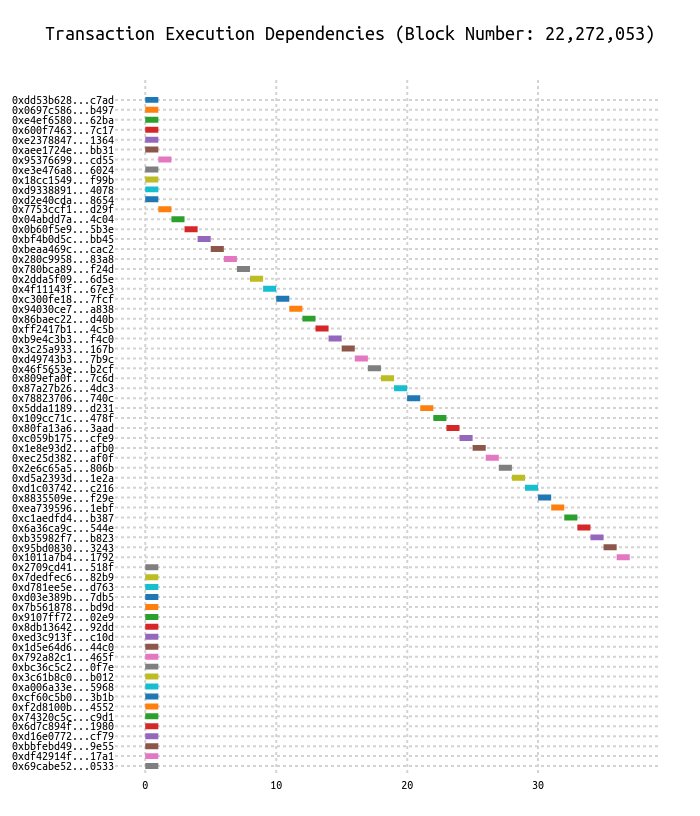 Transaction Execution Dependencies (Block Number: 22,272,053)
0xdd53b628...c7ad
0x0697c586...b497
0xe4ef6580...62ba
0x600f7463...7c17
0xe2378847...1364
0xaee1724e...bb31
0x95376699...cd55
0xe3e476a8...6024
0x18cc1549...f99b
0xd9338891...4078
0xd2e40cda...8654
0x7753ccf1...d29f
0x04abdd7a...4c04
0x0b60f5e9...5b3e
0xbf4b0d5c...bb45
0xbeaa469c...cac2
0x280c9958...83a8
0x780bca89...f24d
0x2dda5f09...6d5e
0x4f11143f...67e3
0xc300fe18...7fcf
0x94030ce7...a838
0x86baec22...d40b
0xff2417b1...4c5b
0xb9e4c3b3...f4c0
0x3c25a933...167b
0xd49743b3...7b9c
0x46f5653e...b2cf
0x809efa0f...7c6d
0x87a27b26...4dc3
0x78823706...740c
0x5dda1189...d231
0x109cc71c...478f
0x80fa13a6...3aad
0xc059b175...cfe9
0x1e8e93d2...afb0
0xec25d382...af0f
0x2e6c65a5...806b
0xd5a2393d...1e2a
0xd1c03742...c216
0x8835509e...f29e
0xea739596...1ebf
0xc1aedfd4...b387
0x6a36ca9c...544e
0xb35982f7...b823
0x95bd0830...3243
0x1011a7b4...1792
0x2709cd41...518f
0x7dedfec6...82b9
0xd781ee5e...d763
0xd03e389b...7db5
0x7b561878...bd9d
0x9107ff72...02e9
0x8db13642...92dd
0xed3c913f...c10d
0x1d5e64d6...44c0
0x792a82c1...465f
0xbc36c5c2...0f7e
0x3c61b8c0...b012
0xa006a33e...5968
0xcf60c5b0...3b1b
0xf2d8100b...4552
0x74320c5c...c9d1
0x6d7c894f...1980
0xd16e0772...cf79
0xbbfebd49...9e55
0xdf42914f...17a1
0x69cabe52...0533
0 10 20 30